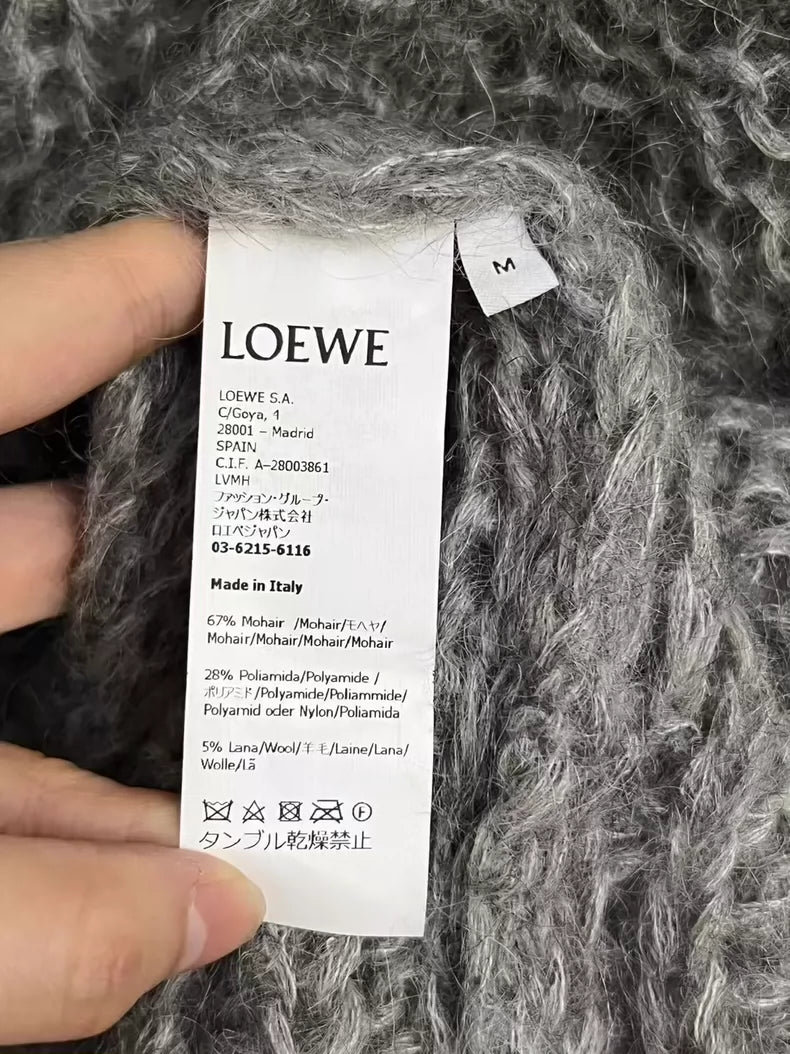 LOEWE
M
LOEWE S.A.
C/Goya, 4
28001 – Madrid
SPAIN
C.I.F. A-28003861
LVMH
ファッション・グループ・
ジャパン株式会社
ロエベジャパン
03-6215-6116
Made in Italy
67% Mohair /Mohair/モヘヤ/
Mohair/Mohair/Mohair/Mohair
28% Poliamida/Polyamide /
ポリアミド/Polyamide/Poliammide/
Polyamid oder Nylon/Poliamida
5% Lana/Wool/羊毛/Laine/Lana/
Wolle/Lã
F
タンブル乾燥禁止